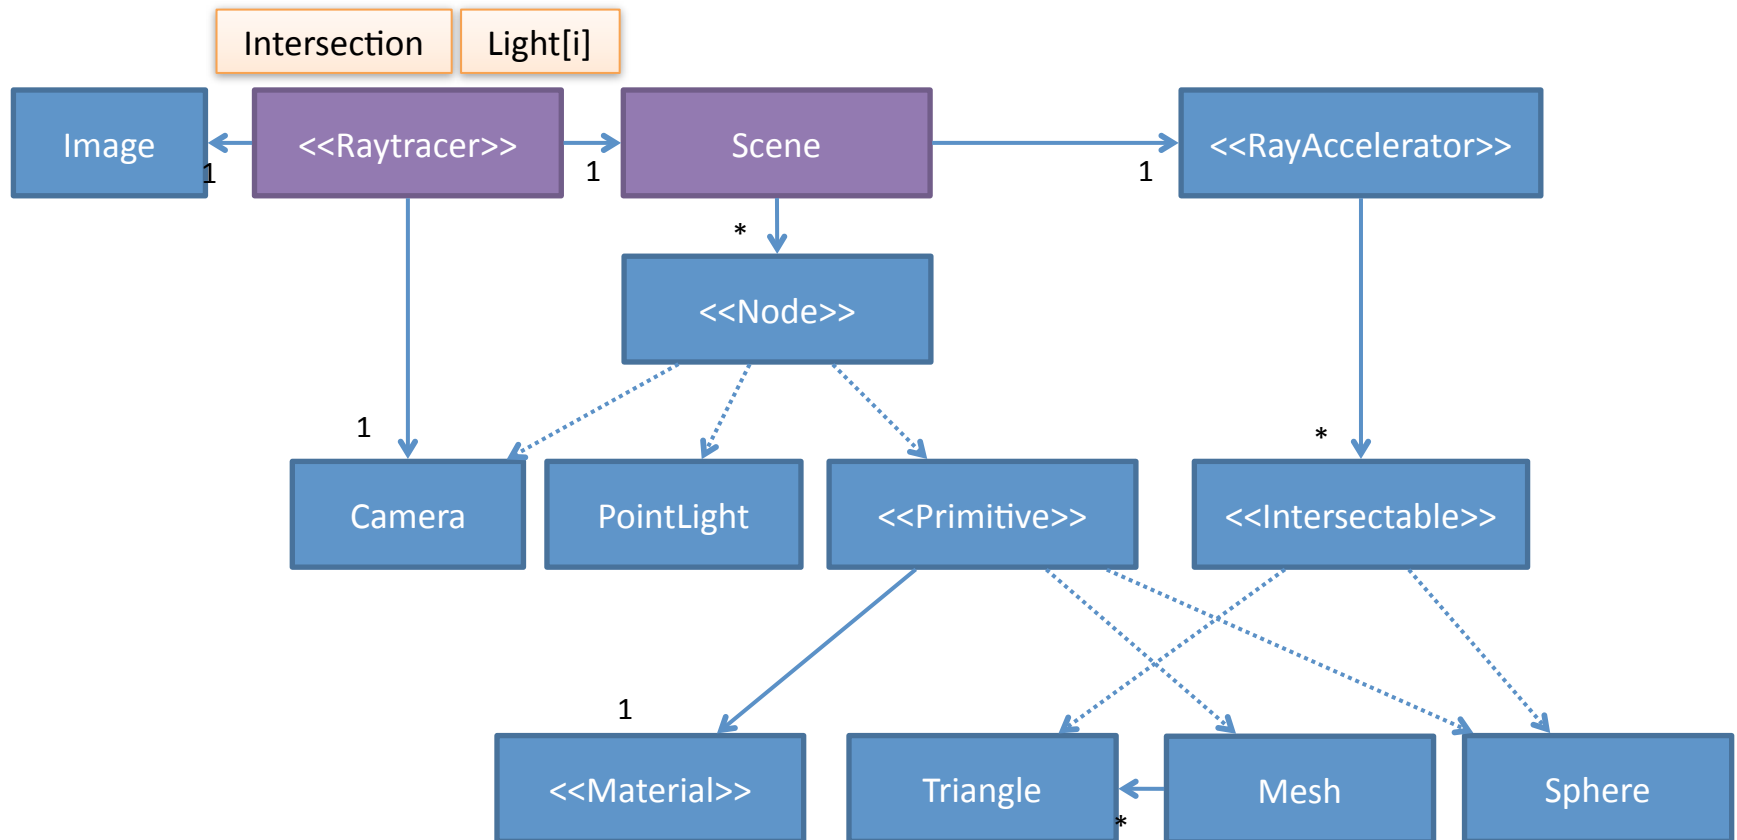 Intersection
Light[i]
Image
<<Raytracer>>
Scene
<<RayAccelerator>>
1
1
1
*
<<Node>>
1
*
Camera
PointLight
<<Primitive>>
<<Intersectable>>
1
<<Material>>
Triangle
Mesh
Sphere
*